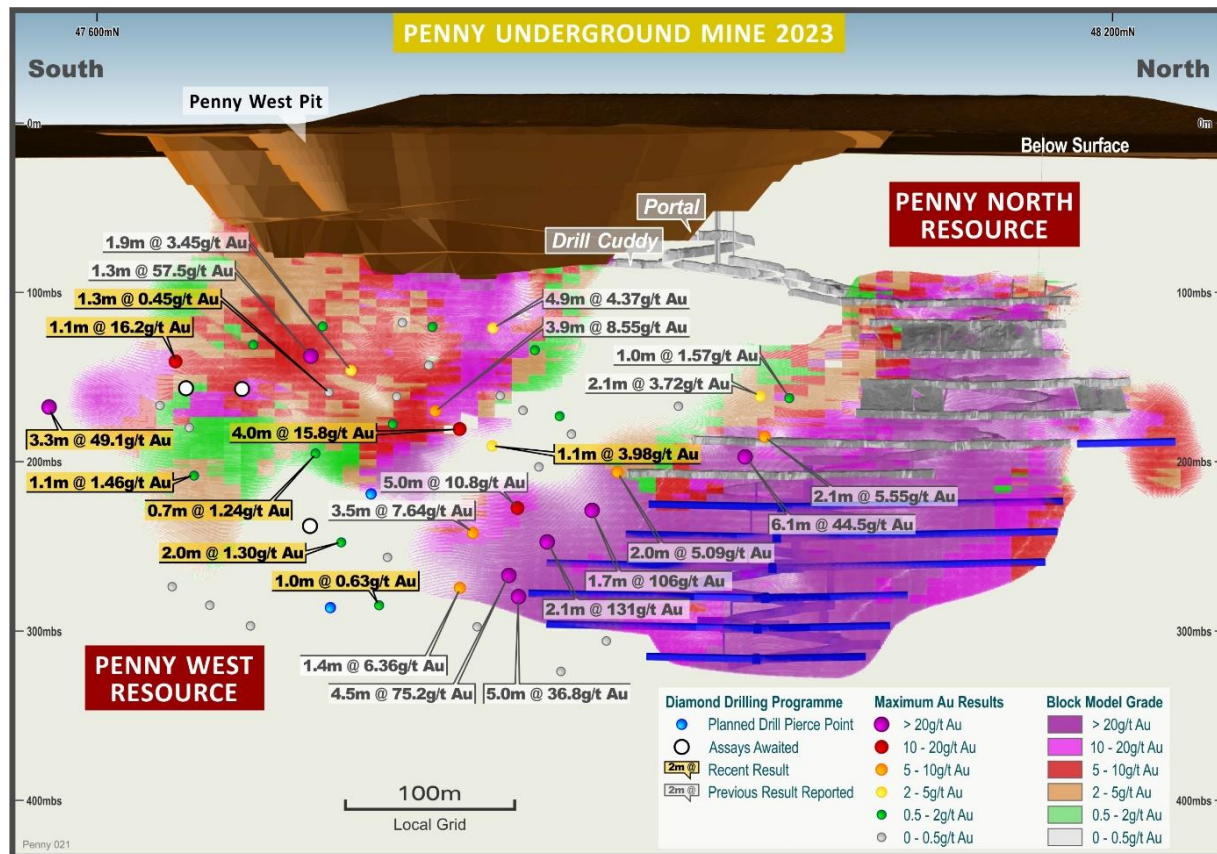 47 600mN
PENNY UNDERGROUND MINE 2023
48 200mN
South
North
Penny West Pit
0m
0m
Below Surface
PENNY NORTH
RESOURCE
Portal
Drill Cuddy
1.9m @ 3.45g/t Au
1.3m @ 57.5g/t Au
1.3m @ 0.45g/t Au
1.1m @ 16.2g/t Au
100mbs
100mbs
4.9m @ 4.37g/t Au
3.9m @ 8.55g/t Au
1.0m @ 1.57g/t Au
2.1m @ 3.72g/t Au
3.3m @ 49.1g/t Au
4.0m @ 15.8g/t Au
1.1m @ 3.98g/t Au
200mbs
200mbs
1.1m @ 1.46g/t Au
0.7m @ 1.24g/t Au
5.0m @ 10.8g/t Au
3.5m @ 7.64g/t Au
2.1m @ 5.55g/t Au
6.1m @ 44.5g/t Au
2.0m @ 1.30g/t Au
2.0m @ 5.09g/t Au
1.0m @ 0.63g/t Au
1.7m @ 106g/t Au
2.1m @ 131g/t Au
300mbs
300mbs
PENNY WEST
RESOURCE
1.4m @ 6.36g/t Au
4.5m @ 75.2g/t Au
5.0m @ 36.8g/t Au
Diamond Drilling Programme
Planned Drill Pierce Point
Assays Awaited
2m @ Recent Result
2m @ Previous Result Reported
Maximum Au Results
> 20g/t Au
10 - 20g/t Au
5 - 10g/t Au
2 - 5g/t Au
0.5 - 2g/t Au
0 - 0.5g/t Au
Block Model Grade
> 20g/t Au
10 - 20g/t Au
5 - 10g/t Au
2 - 5g/t Au
0.5 - 2g/t Au
0 - 0.5g/t Au
100m
Local Grid
400mbs
400mbs
Penny 021